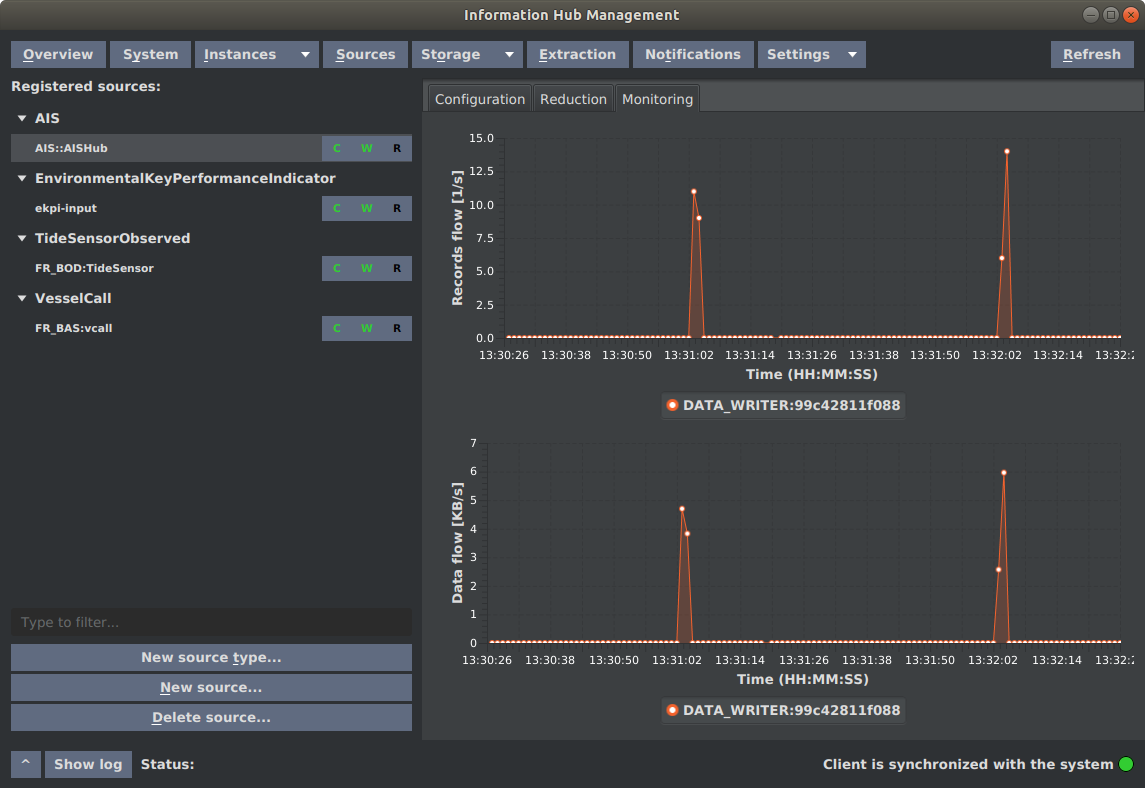 Information Hub Management
Overview System Instances Sources Storage Extraction Notifications Settings Refresh
Registered sources:
AIS
AIS::AISHub C W R
EnvironmentalKeyPerformanceIndicator
ekpi-input C W R
TideSensorObserved
FR_BOD:TideSensor C W R
VesselCall
FR_BAS:vcall C W R
Type to filter...
New source type...
New source...
Delete source...
^ Show log Status:
Configuration Reduction Monitoring
Records flow [1/s]
15.0
12.5
10.0
7.5
5.0
2.5
0.0
13:30:26 13:30:38 13:30:50 13:31:02 13:31:14 13:31:26 13:31:38 13:31:50 13:32:02 13:32:14 13:32:2
Time (HH:MM:SS)
DATA_WRITER:99c42811f088
Data flow [KB/s]
7
6
5
4
3
2
1
0
13:30:26 13:30:38 13:30:50 13:31:02 13:31:14 13:31:26 13:31:38 13:31:50 13:32:02 13:32:14 13:32:2
Time (HH:MM:SS)
DATA_WRITER:99c42811f088
Client is synchronized with the system